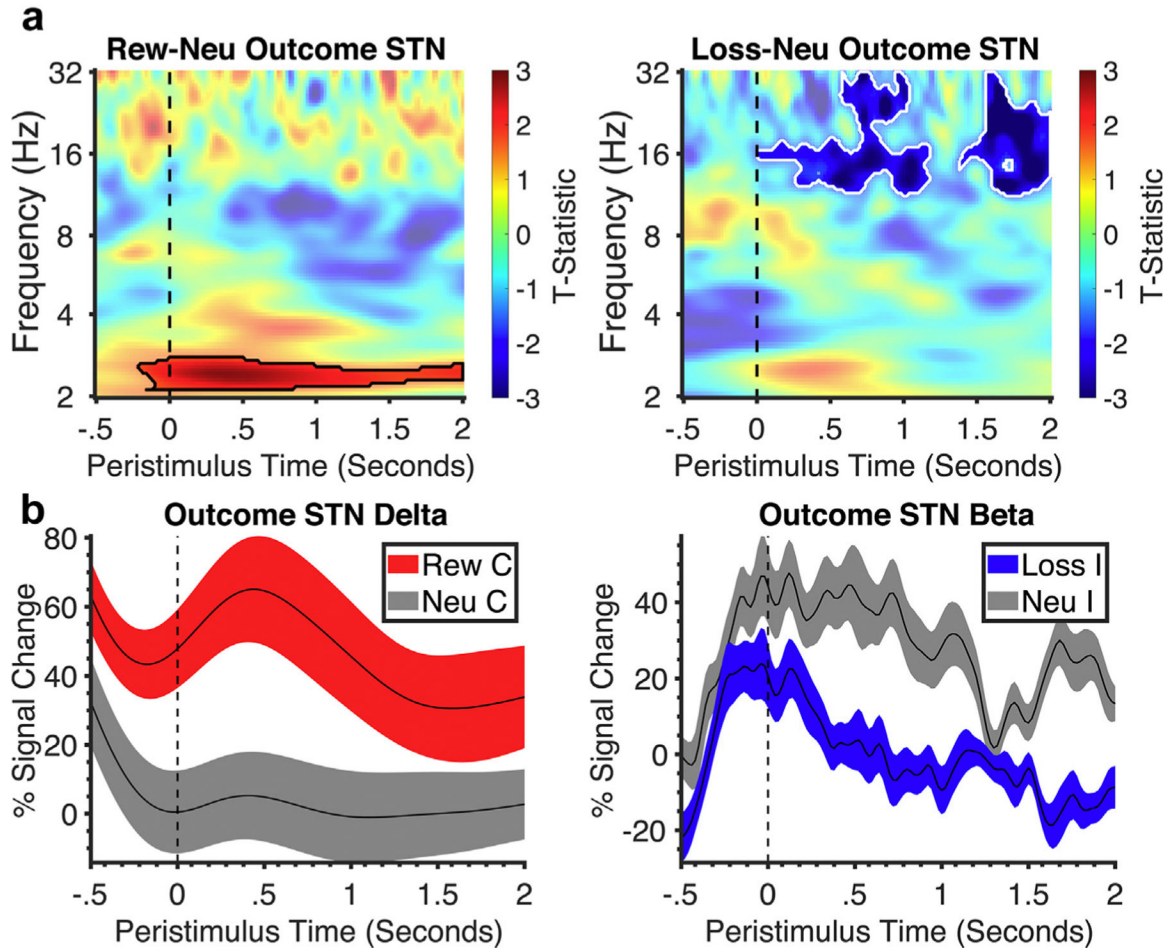 a
Rew-Neu Outcome STN
Loss-Neu Outcome STN
Frequency (Hz)
32
16
8
4
2
-.5 0 .5 1 1.5 2
Peristimulus Time (Seconds)
3
2
1
0
-1
-2
-3
T-Statistic
Frequency (Hz)
32
16
8
4
2
-.5 0 .5 1 1.5 2
Peristimulus Time (Seconds)
3
2
1
0
-1
-2
-3
T-Statistic
b
Outcome STN Delta
% Signal Change
80
60
40
20
0
Rew C
Neu C
-.5 0 .5 1 1.5 2
Peristimulus Time (Seconds)
Outcome STN Beta
% Signal Change
40
20
0
-20
Loss I
Neu I
-.5 0 .5 1 1.5 2
Peristimulus Time (Seconds)